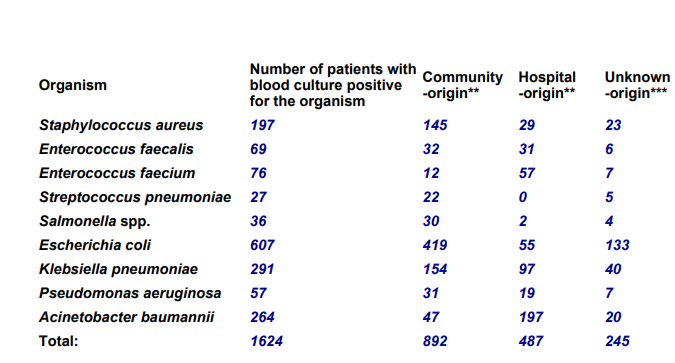 Organism Number of patients with blood culture positive for the organism Community -origin** Hospital -origin** Unknown -origin***
Staphylococcus aureus 197 145 29 23
Enterococcus faecalis 69 32 31 6
Enterococcus faecium 76 12 57 7
Streptococcus pneumoniae 27 22 0 5
Salmonella spp. 36 30 2 4
Escherichia coli 607 419 55 133
Klebsiella pneumoniae 291 154 97 40
Pseudomonas aeruginosa 57 31 19 7
Acinetobacter baumannii 264 47 197 20
Total: 1624 892 487 245